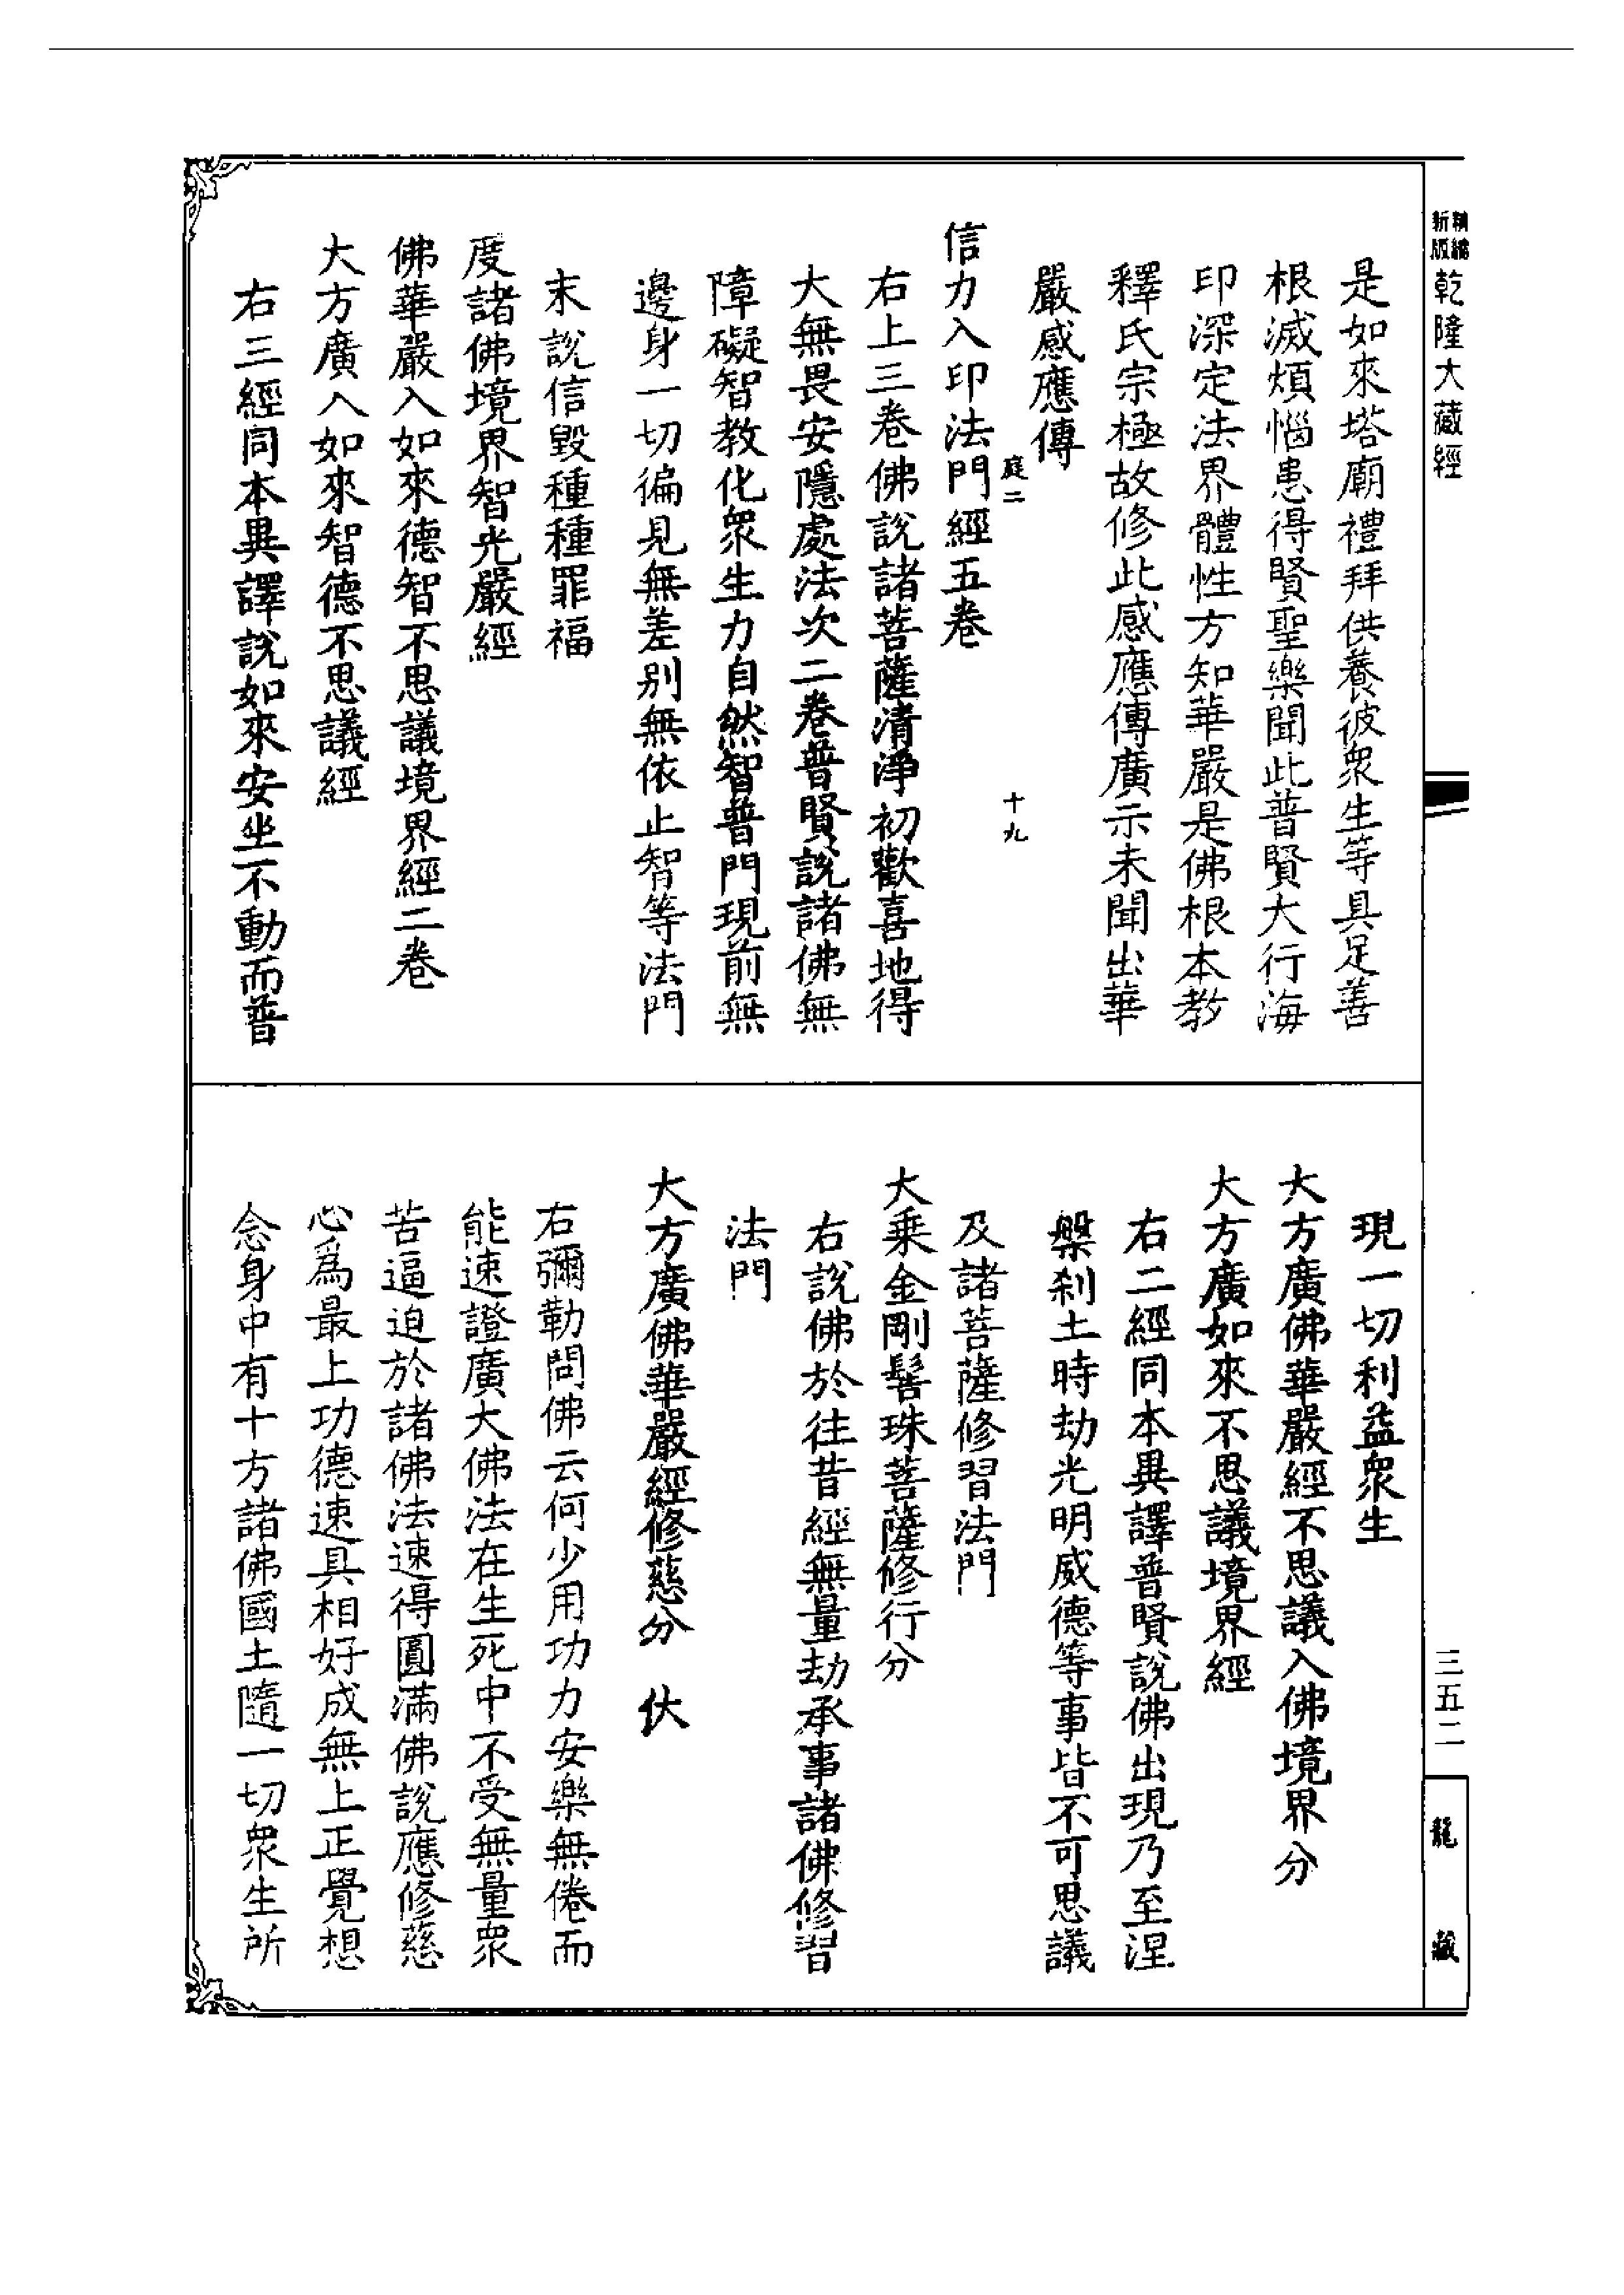 精縮
新版
乾隆大藏經
三五二
龍藏
是如來塔廟禮拜供養彼衆生等具足善
根滅煩惱患得賢聖樂聞此普賢大行海
印深定法界體性方知華嚴是佛根本教
釋氏宗極故修此感應傳廣示未聞出華
嚴感應傳
庭二
十九
信力入印法門經五卷
右上三卷佛說諸菩薩清淨初歡喜地得
大無畏安隱處法次二卷普賢說諸佛無
障礙智教化衆生力自然智普門現前無
邊身一切徧見無差别無依止智等法門
末說信毀種種罪福
度諸佛境界智光嚴經
佛華嚴入如來德智不思議境界經二卷
大方廣入如來智德不思議經
右三經同本異譯說如來安坐不動而普
現一切利益衆生
大方廣佛華嚴經不思議入佛境界分
大方廣如來不思議境界經
右二經同本異譯普賢說佛出現乃至涅
槃刹土時劫光明威德等事皆不可思議
及諸菩薩修習法門
大乗金剛髻珠菩薩修行分
右說佛於往昔經無量劫承事諸佛修習
法門
大方廣佛華嚴經修慈分 伏
右彌勒問佛云何少用功力安樂無倦而
能速證廣大佛法在生死中不受無量衆
苦逼迫於諸佛法速得圓滿佛說應修慈
心爲最上功德速具相好成無上正覺想
念身中有十方諸佛國土隨一切衆生所